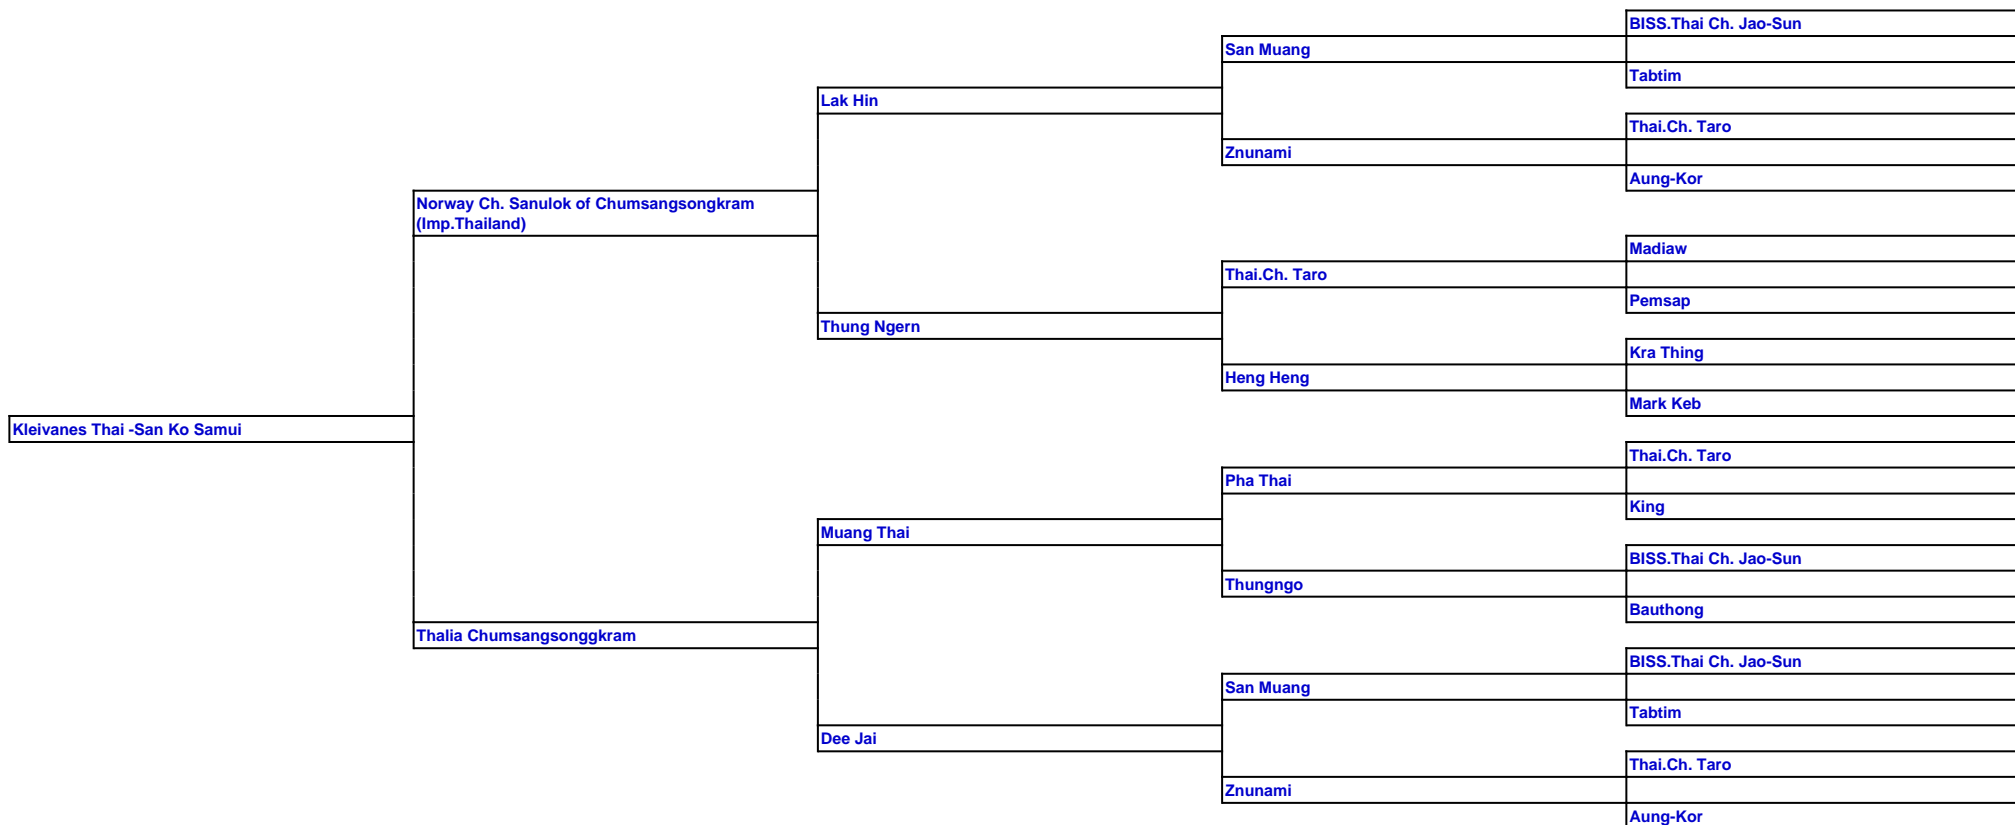 BISS.Thai Ch. Jao-Sun
San Muang
Tabtim
Lak Hin
Thai.Ch. Taro
Znunami
Aung-Kor
Norway Ch. Sanulok of Chumsangsongkram
(Imp.Thailand)
Madiaw
Thai.Ch. Taro
Pemsap
Thung Ngern
Kra Thing
Heng Heng
Mark Keb
Kleivanes Thai -San Ko Samui
Thai.Ch. Taro
Pha Thai
King
Muang Thai
BISS.Thai Ch. Jao-Sun
Thungngo
Bauthong
Thalia Chumsangsonggkram
BISS.Thai Ch. Jao-Sun
San Muang
Tabtim
Dee Jai
Thai.Ch. Taro
Znunami
Aung-Kor